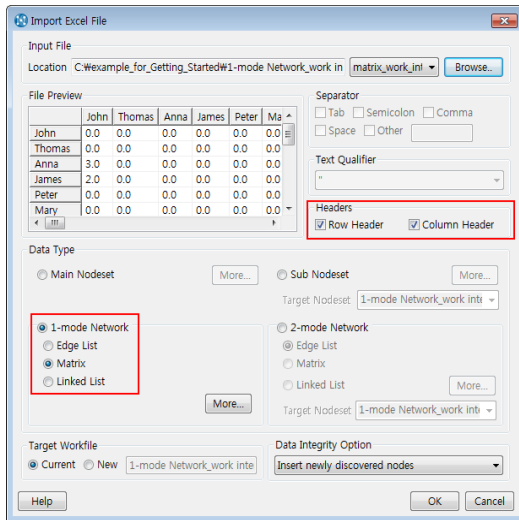 Import Excel File
Input File
Location C:₩example_for_Getting_Started₩1-mode Network_work in matrix_work_int Browse..
File Preview
John Thomas Anna James Peter Ma
John 0.0 0.0 0.0 0.0 0.0 0.0
Thomas 0.0 0.0 0.0 0.0 0.0 0.0
Anna 3.0 0.0 0.0 0.0 0.0 0.0
James 2.0 0.0 0.0 0.0 0.0 0.0
Peter 0.0 0.0 0.0 0.0 0.0 0.0
Mary 0.0 0.0 0.0 0.0 0.0 0.0
Separator
Tab Semicolon Comma
Space Other
Text Qualifier
"
Headers
Row Header Column Header
Data Type
Main Nodeset More...
Sub Nodeset More...
Target Nodeset 1-mode Network_work inte
1-mode Network
Edge List
Matrix
Linked List
More...
2-mode Network
Edge List
Matrix
Linked List More...
Target Nodeset 1-mode Network_work inte
Target Workfile
Current New 1-mode Network_work inte
Data Integrity Option
Insert newly discovered nodes
Help OK Cancel